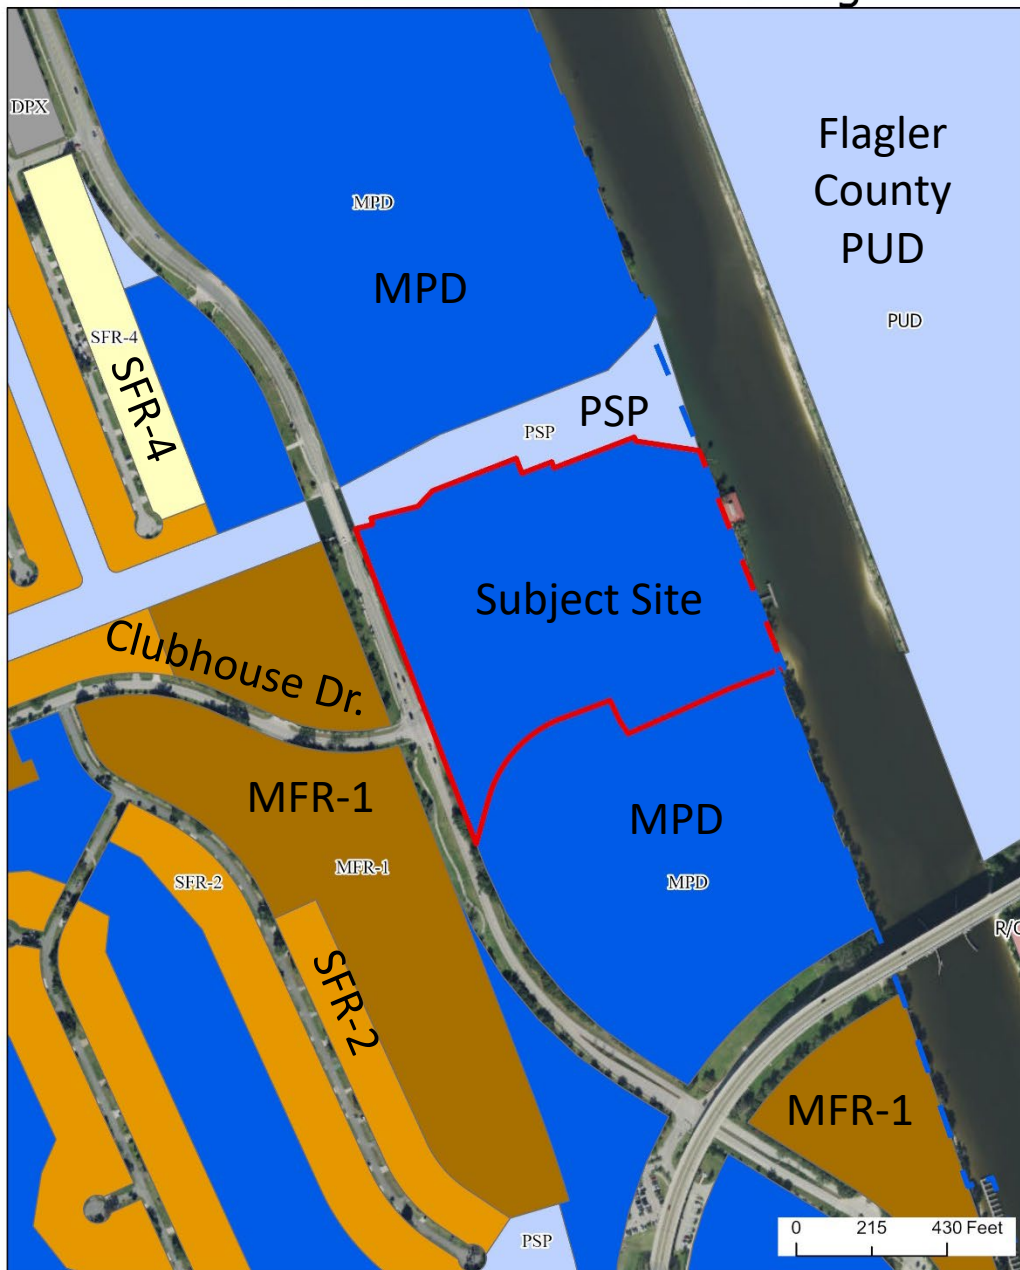 g
DPX
Flagler
County
PUD
MPD
MPD
PUD
SFR-4
SFR-4
PSP
PSP
Subject Site
Clubhouse Dr.
MFR-1
MPD
MFR-1
SFR-2
MPD
SFR-2
MFR-1
PSP
0 215 430 Feet